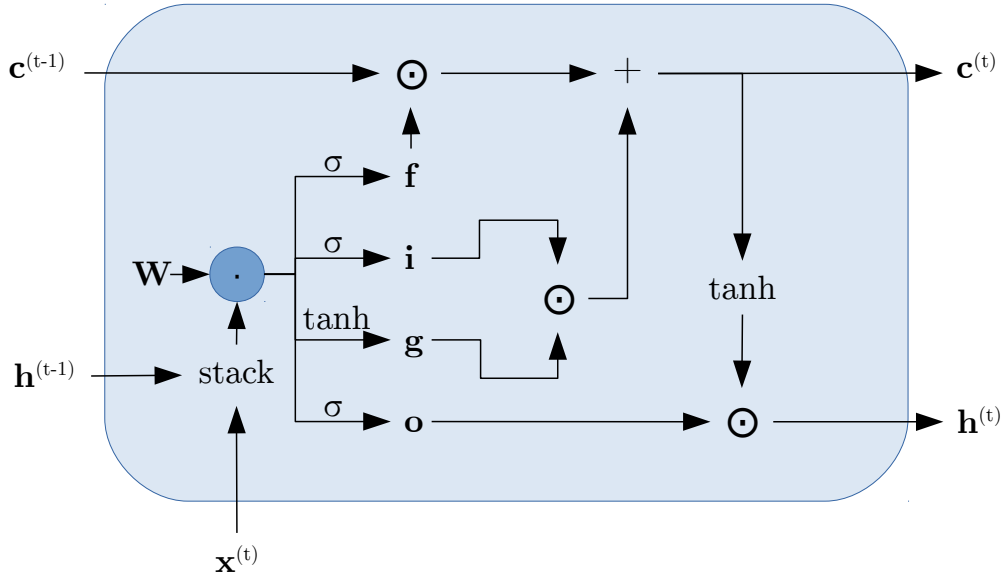 c(t-1) ⊙ + c(t)
σ
f
W · σ i
⊙
tanh g
tanh
h(t-1) stack
σ o ⊙ h(t)
x(t)